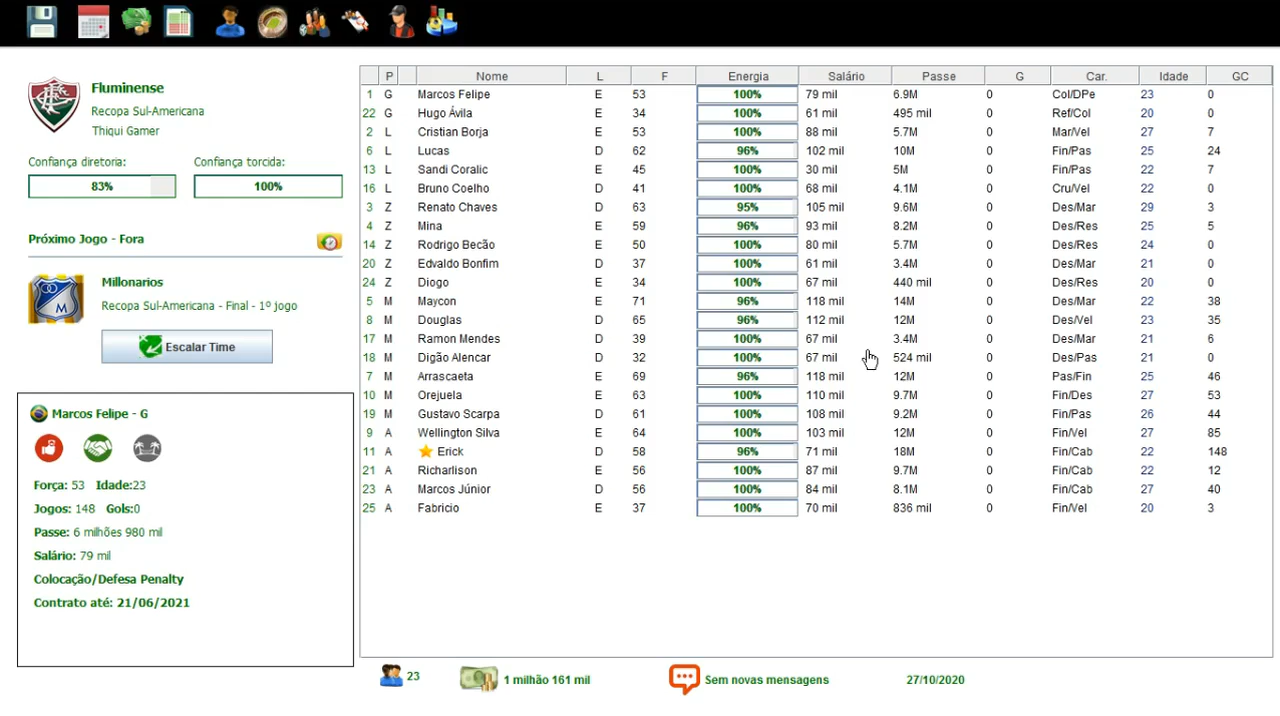 Fluminense
Recopa Sul-Americana
Thiqui Gamer
Confiança diretoria: Confiança torcida:
83% 100%
Próximo Jogo - Fora
Millonarios
Recopa Sul-Americana - Final - 1º jogo
Escalar Time
Marcos Felipe - G
Força: 53 Idade:23
Jogos: 148 Gols:0
Passe: 6 milhões 980 mil
Salário: 79 mil
Colocação/Defesa Penalty
Contrato até: 21/06/2021
P Nome L F Energia Salário Passe G Car. Idade GC
1 G Marcos Felipe E 53 100% 79 mil 6.9M 0 Col/DPe 23 0
22 G Hugo Ávila E 34 100% 61 mil 495 mil 0 Ref/Col 20 0
2 L Cristian Borja E 53 100% 88 mil 5.7M 0 Mar/Vel 27 7
6 L Lucas D 62 96% 102 mil 10M 0 Fin/Pas 25 24
13 L Sandi Coralic E 45 100% 30 mil 5M 0 Fin/Pas 22 7
16 L Bruno Coelho D 41 100% 68 mil 4.1M 0 Cru/Vel 22 0
3 Z Renato Chaves D 63 95% 105 mil 9.6M 0 Des/Mar 29 3
4 Z Mina E 59 96% 93 mil 8.2M 0 Des/Res 25 5
14 Z Rodrigo Becão E 50 100% 80 mil 5.7M 0 Des/Res 24 0
20 Z Edvaldo Bonfim D 37 100% 61 mil 3.4M 0 Des/Mar 21 0
24 Z Diogo E 34 100% 67 mil 440 mil 0 Des/Res 20 0
5 M Maycon E 71 96% 118 mil 14M 0 Des/Mar 22 38
8 M Douglas D 65 96% 112 mil 12M 0 Des/Vel 23 35
17 M Ramon Mendes D 39 100% 67 mil 3.4M 0 Des/Mar 21 6
18 M Digão Alencar D 32 100% 67 mil 524 mil 0 Des/Pas 21 0
7 M Arrascaeta E 69 96% 118 mil 12M 0 Pas/Fin 25 46
10 M Orejuela E 63 100% 110 mil 9.7M 0 Fin/Des 27 53
19 M Gustavo Scarpa D 61 100% 108 mil 9.2M 0 Fin/Pas 26 44
9 A Wellington Silva E 64 100% 103 mil 12M 0 Fin/Vel 27 85
11 A Erick D 58 96% 71 mil 18M 0 Fin/Cab 22 148
21 A Richarlison E 56 100% 87 mil 9.7M 0 Fin/Cab 22 12
23 A Marcos Júnior D 56 100% 84 mil 8.1M 0 Fin/Cab 27 40
25 A Fabricio E 37 100% 70 mil 836 mil 0 Fin/Vel 20 3
23 1 milhão 161 mil Sem novas mensagens 27/10/2020